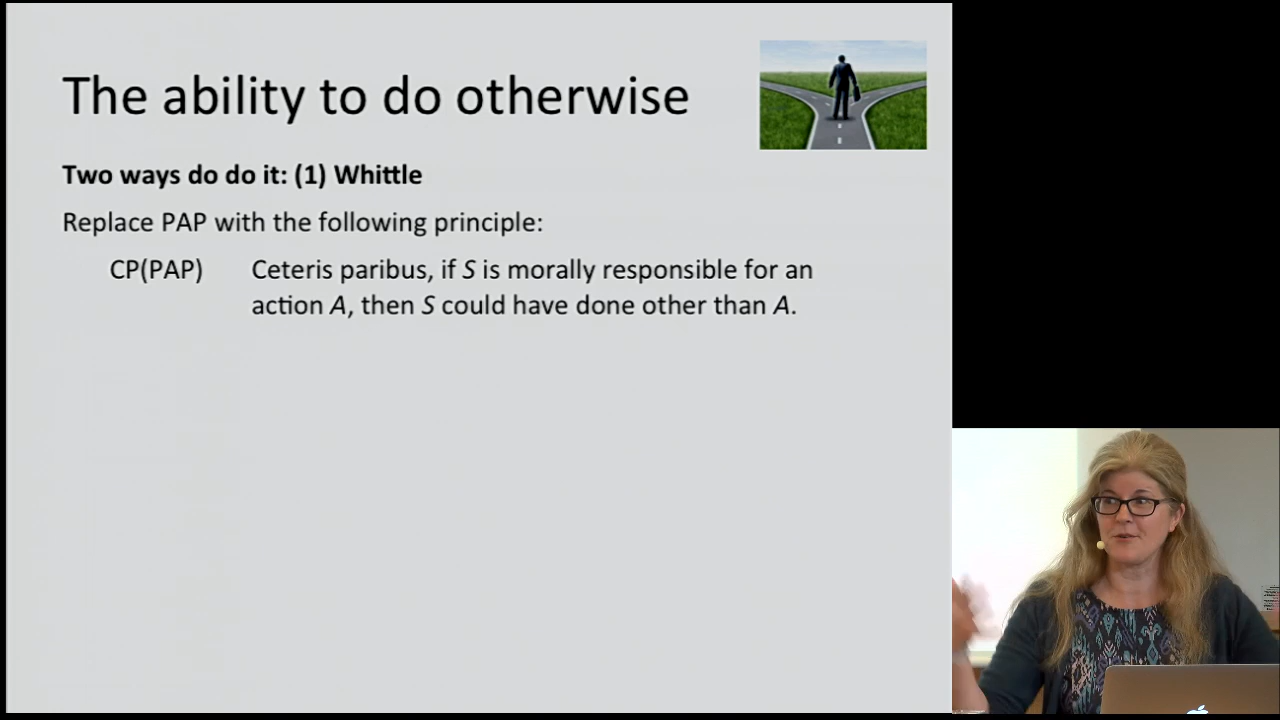 The ability to do otherwise
Two ways do do it: (1) Whittle
Replace PAP with the following principle:
CP(PAP) Ceteris paribus, if S is morally responsible for an
action A, then S could have done other than A.